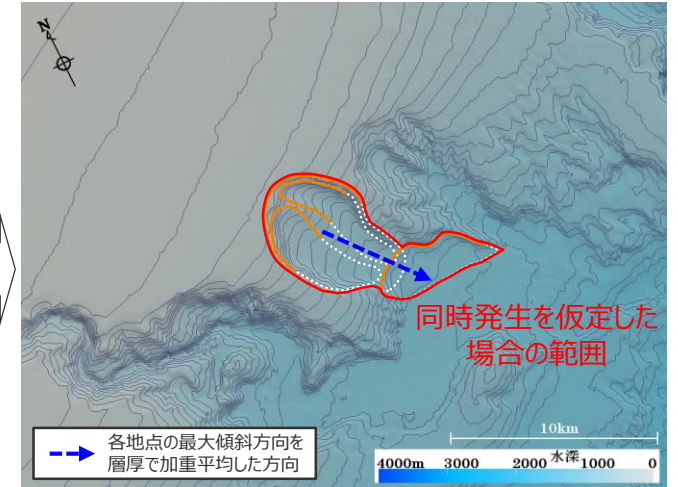 N
同時発生を仮定した
場合の範囲
10km
各地点の最大傾斜方向を
層厚で加重平均した方向
水深
4000m 3000 2000 1000 0